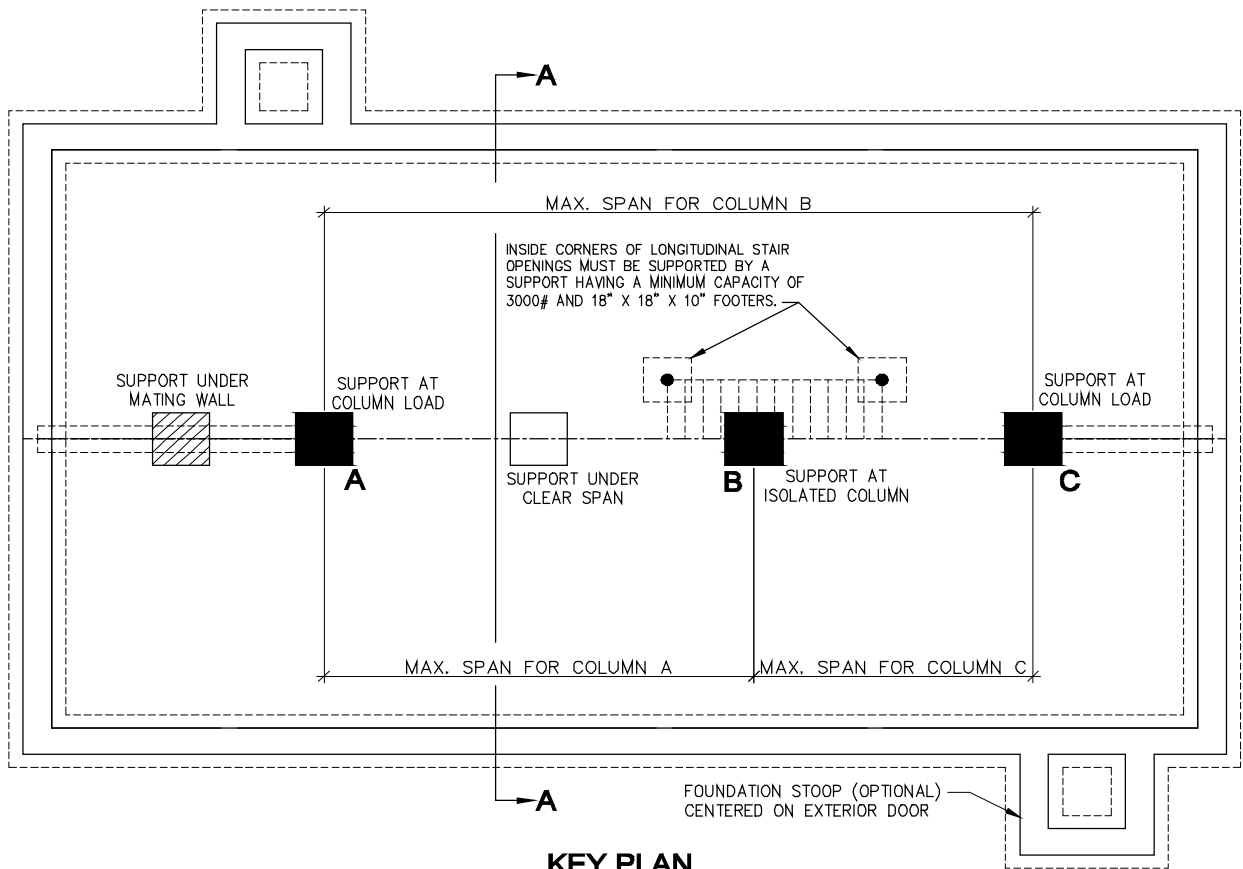 A
MAX. SPAN FOR COLUMN B
INSIDE CORNERS OF LONGITUDINAL STAIR
OPENINGS MUST BE SUPPORTED BY A
SUPPORT HAVING A MINIMUM CAPACITY OF
3000# AND 18" X 18" X 10" FOOTERS.
SUPPORT UNDER
MATING WALL
SUPPORT AT
COLUMN LOAD
SUPPORT AT
COLUMN LOAD
A
SUPPORT UNDER
CLEAR SPAN
B
SUPPORT AT
ISOLATED COLUMN
C
MAX. SPAN FOR COLUMN A
MAX. SPAN FOR COLUMN C
A
FOUNDATION STOOP (OPTIONAL)
CENTERED ON EXTERIOR DOOR
KEY PLAN